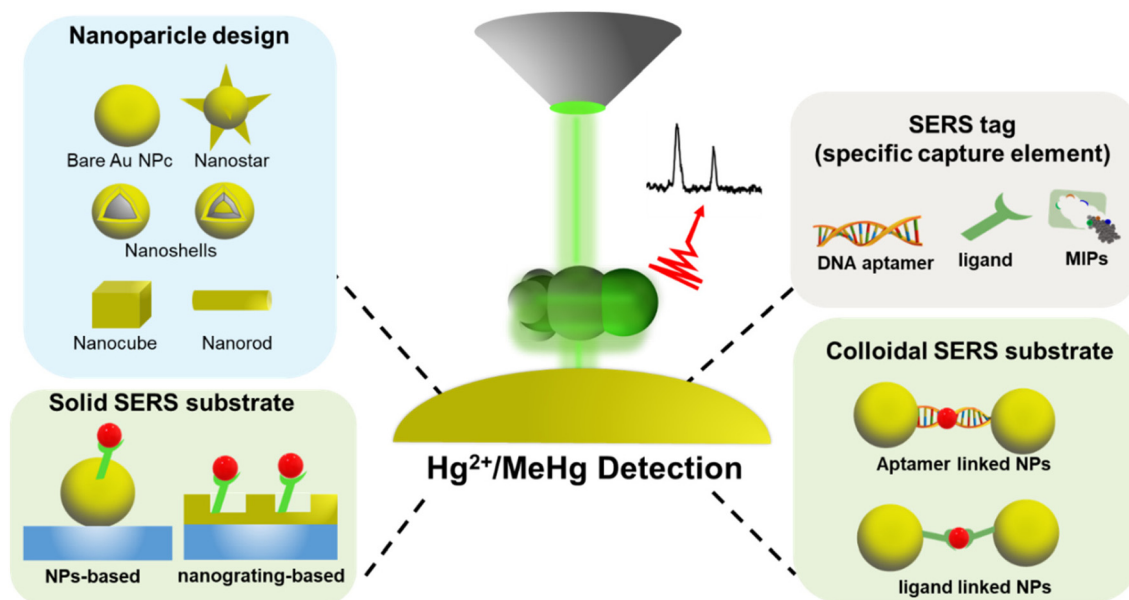 Nanoparicle design
Bare Au NPc
Nanostar
Nanoshells
Nanocube
Nanorod
Solid SERS substrate
NPs-based
nanograting-based
Hg²⁺/MeHg Detection
SERS tag
(specific capture element)
DNA aptamer
ligand
MIPs
Colloidal SERS substrate
Aptamer linked NPs
ligand linked NPs